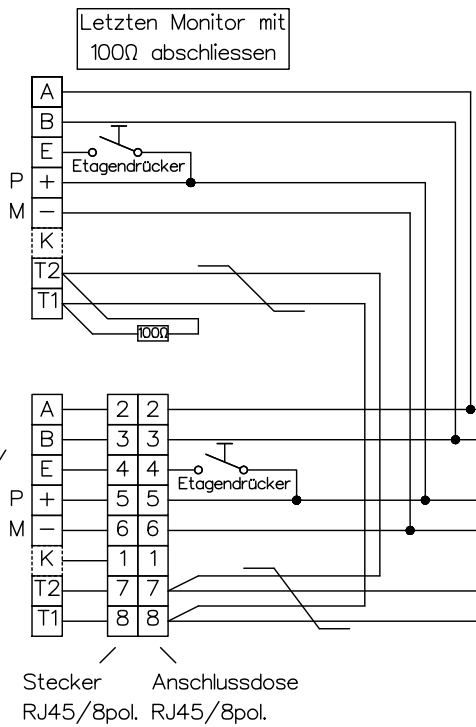 Letzten Monitor mit
100Ω abschliessen
A
B
E
Etagendrücker
P +
M −
K
T2
T1
100Ω
A 2 2
B 3 3
E 4 4
Etagendrücker
P + 5 5
M − 6 6
K 1 1
T2 7 7
T1 8 8
Stecker Anschlussdose
RJ45/8pol. RJ45/8pol.